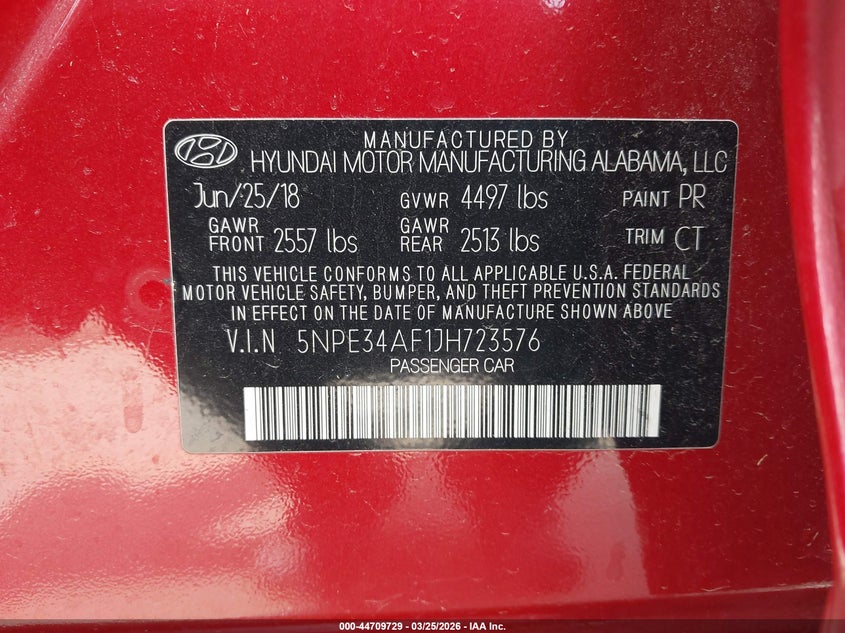 MANUFACTURED BY
HYUNDAI MOTOR MANUFACTURING ALABAMA, LLC
Jun/25/18 GVWR 4497 lbs PAINT PR
GAWR FRONT 2557 lbs GAWR REAR 2513 lbs TRIM CT
THIS VEHICLE CONFORMS TO ALL APPLICABLE U.S.A. FEDERAL
MOTOR VEHICLE SAFETY, BUMPER, AND THEFT PREVENTION STANDARDS
IN EFFECT ON THE DATE OF MANUFACTURE SHOWN ABOVE
V.I.N 5NPE34AF1JH723576
PASSENGER CAR
000-44709729 - 03/25/2026 - IAA Inc.